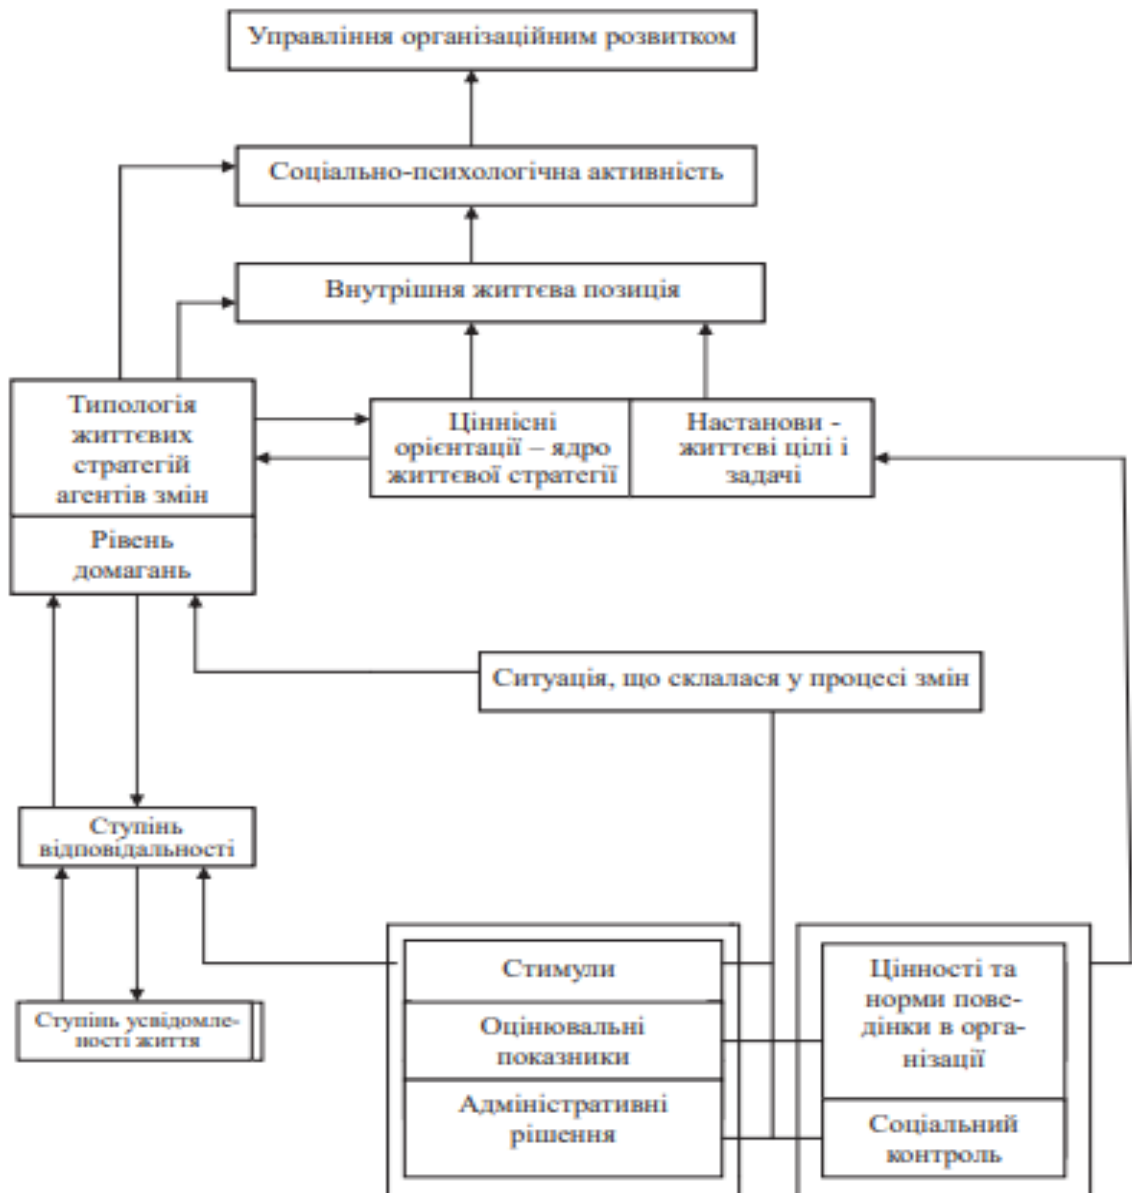 Управління організаційним розвитком
Соціально-психологічна активність
Внутрішня життєва позиція
Типологія
життєвих
стратегій
агентів змін
Рівень
домагань
Ціннісні
орієнтації – ядро
життєвої стратегії
Настанови -
життєві цілі і
задачі
Ситуація, що склалася у процесі змін
Ступінь
відповідальності
Ступінь усвідомле-
ності життя
Стимули
Оцінювальні
показники
Адміністративні
рішення
Цінності та
норми пове-
дінки в орга-
нізації
Соціальний
контроль